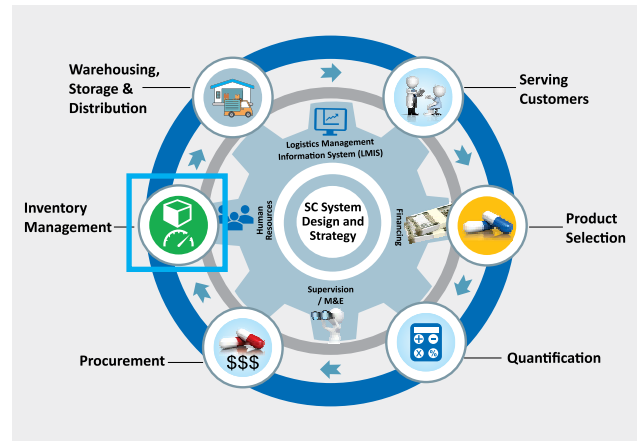 Warehousing,
Storage &
Distribution
Serving
Customers
Logistics Management
Information System (LMIS)
Inventory
Management
Human
Resources
SC System
Design and
Strategy
Financing
Product
Selection
Supervision
/ M&E
Procurement
$$$
Quantification